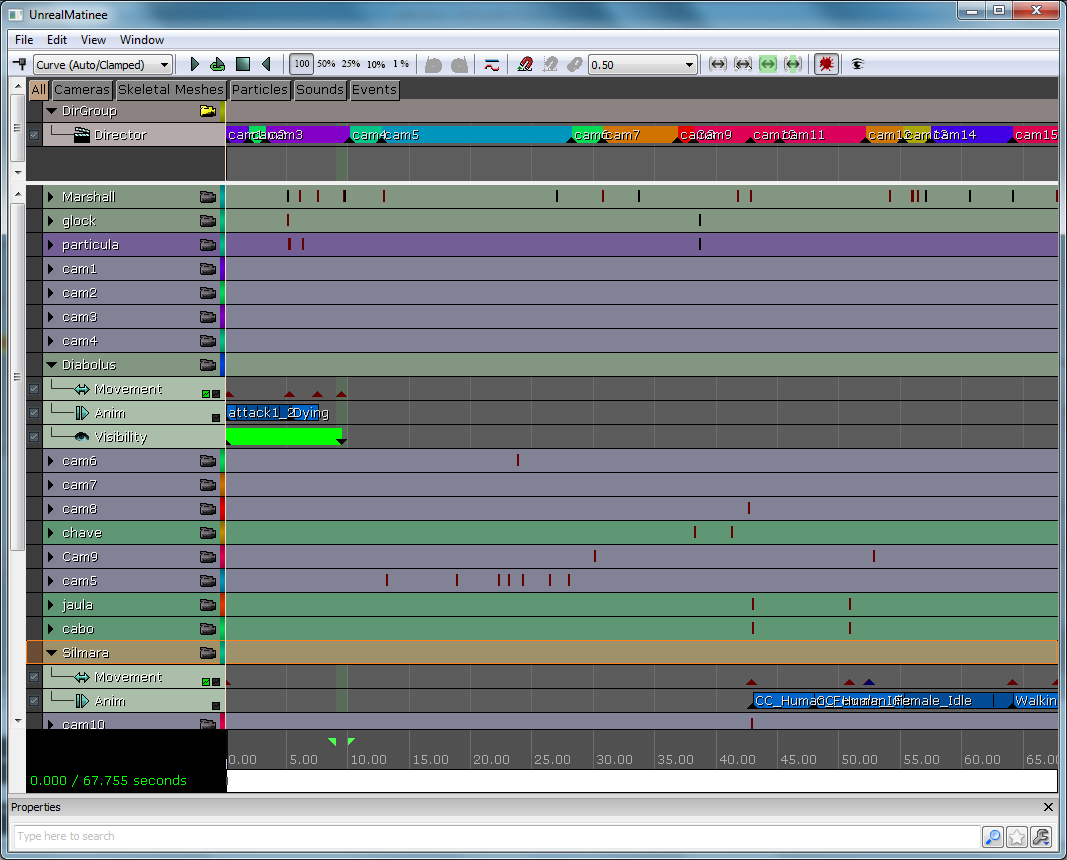 UnrealMatinee
File Edit View Window
Curve (Auto/Clamped) 100 50% 25% 10% 1 % 0.50
All Cameras Skeletal Meshes Particles Sounds Events
DirGroup
Director cam3 cam4 cam5 cam6 cam7 cam9 cam11 cam14 cam15
Marshall
glock
particula
cam1
cam2
cam3
cam4
Diabolus
Movement
Anim attack1_2 Dying
Visibility
cam6
cam7
cam8
chave
Cam9
cam5
jaula
cabo
Silmara
Movement
Anim CC_Human_Female_Idle Walkin
cam10
0.00 5.00 10.00 15.00 20.00 25.00 30.00 35.00 40.00 45.00 50.00 55.00 60.00 65.00
0.000 / 67.755 seconds
Properties
Type here to search